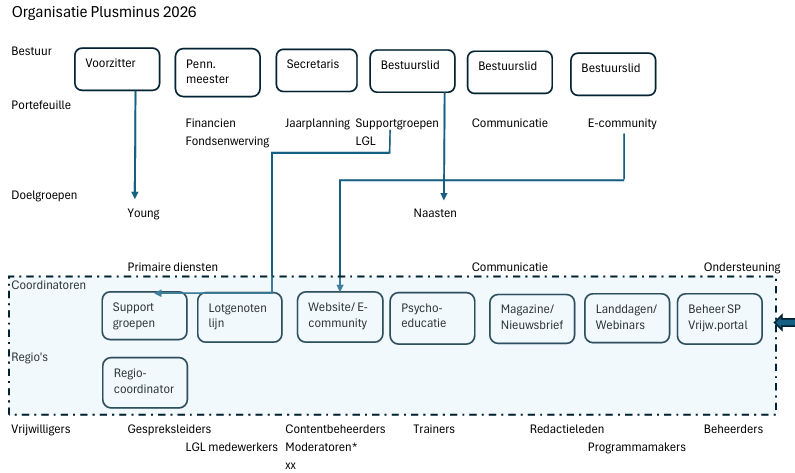 Organisatie Plusminus 2026
Bestuur
Voorzitter
Penn.
meester
Secretaris
Bestuurslid
Bestuurslid
Bestuurslid
Portefeuille
Financien
Fondsenwerving
Jaarplanning
Supportgroepen
LGL
Communicatie
E-community
Doelgroepen
Young
Naasten
Primaire diensten
Communicatie
Ondersteuning
Coordinatoren
Support
groepen
Lotgenoten
lijn
Website/ E-
community
Psycho-
educatie
Magazine/
Nieuwsbrief
Landdagen/
Webinars
Beheer SP
Vrijw.portal
Regio's
Regio-
coordinator
Vrijwilligers
Gespreksleiders
LGL medewerkers
Contentbeheerders
Moderatoren*
xx
Trainers
Redactieleden
Programmamakers
Beheerders